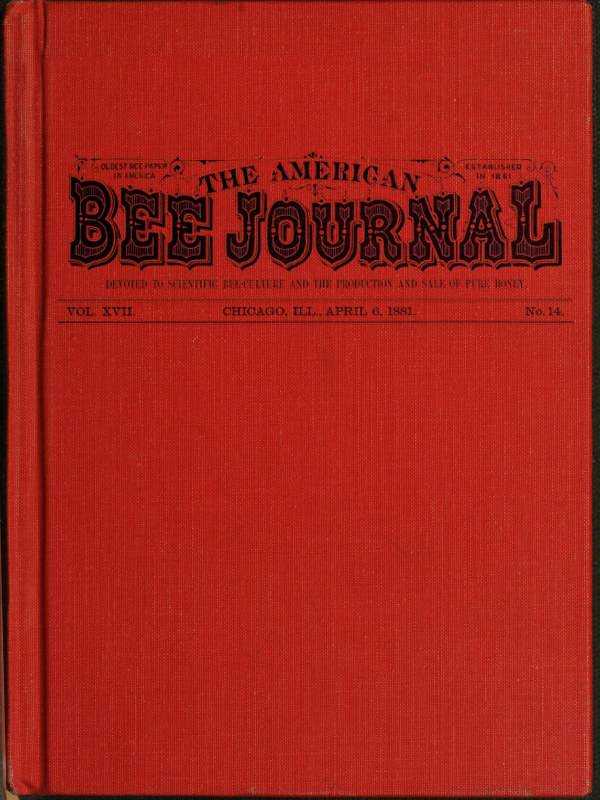 OLDEST BEE PAPER
IN AMERICA
ESTABLISHED
IN 1861
THE AMERICAN
BEE JOURNAL
DEVOTED TO SCIENTIFIC BEE-CULTURE AND THE PRODUCTION AND SALE OF PURE HONEY.
VOL. XVII. CHICAGO, ILL., APRIL 6, 1881. No. 14.